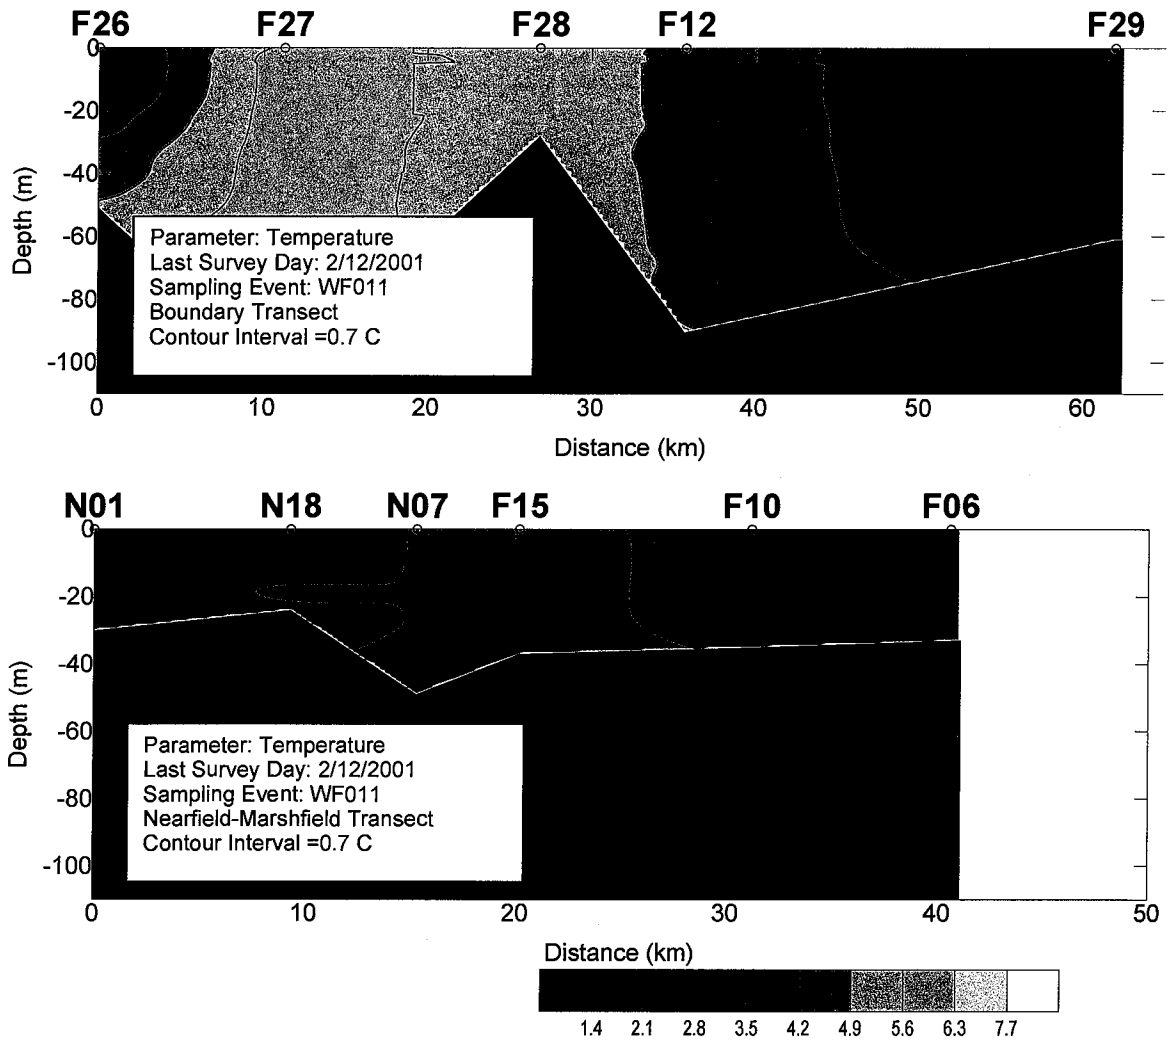 F26 F27 F28 F12 F29
0
-20
-40
-60
-80
-100
Depth (m)
Parameter: Temperature
Last Survey Day: 2/12/2001
Sampling Event: WF011
Boundary Transect
Contour Interval =0.7 C
0 10 20 30 40 50 60
Distance (km)
N01 N18 N07 F15 F10 F06
0
-20
-40
-60
-80
-100
Depth (m)
Parameter: Temperature
Last Survey Day: 2/12/2001
Sampling Event: WF011
Nearfield-Marshfield Transect
Contour Interval =0.7 C
0 10 20 30 40 50
Distance (km)
1.4 2.1 2.8 3.5 4.2 4.9 5.6 6.3 7.7